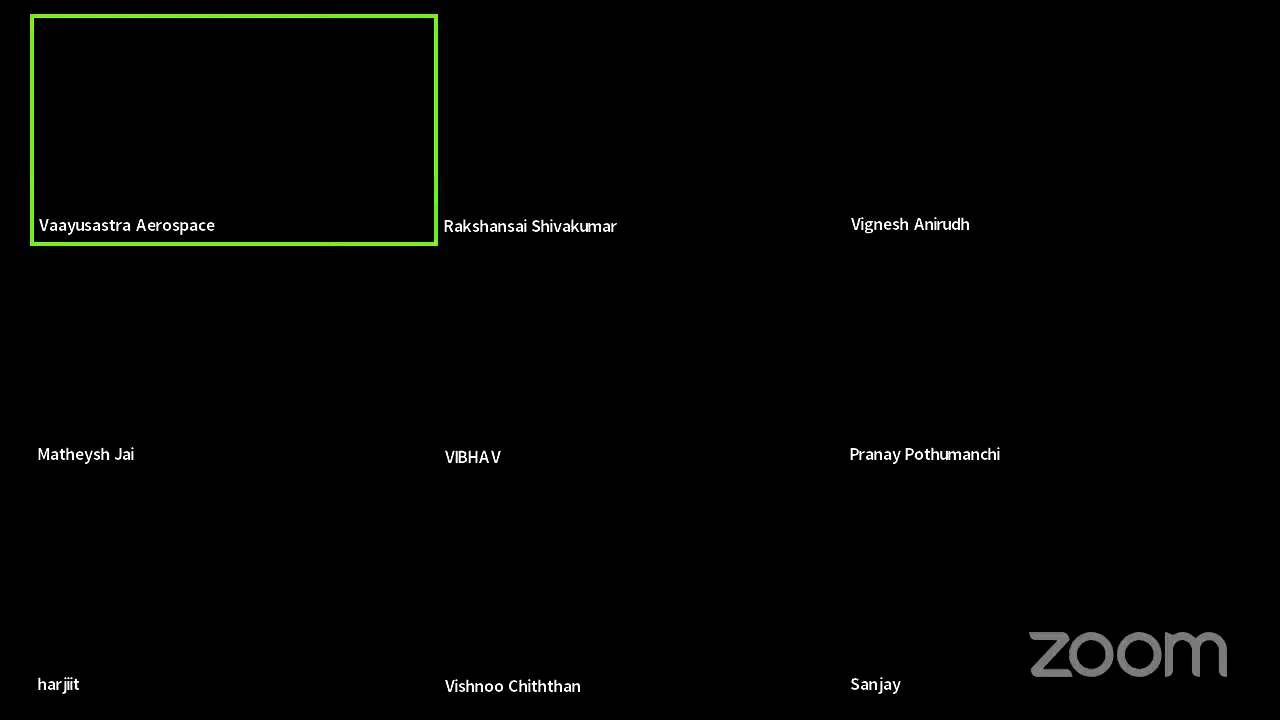 Vaayusastra Aerospace
Rakshansai Shivakumar
Vignesh Anirudh
Matheysh Jai
VIBHAV
Pranay Pothumanchi
harjiit
Vishnoo Chiththan
Sanjay
zoom